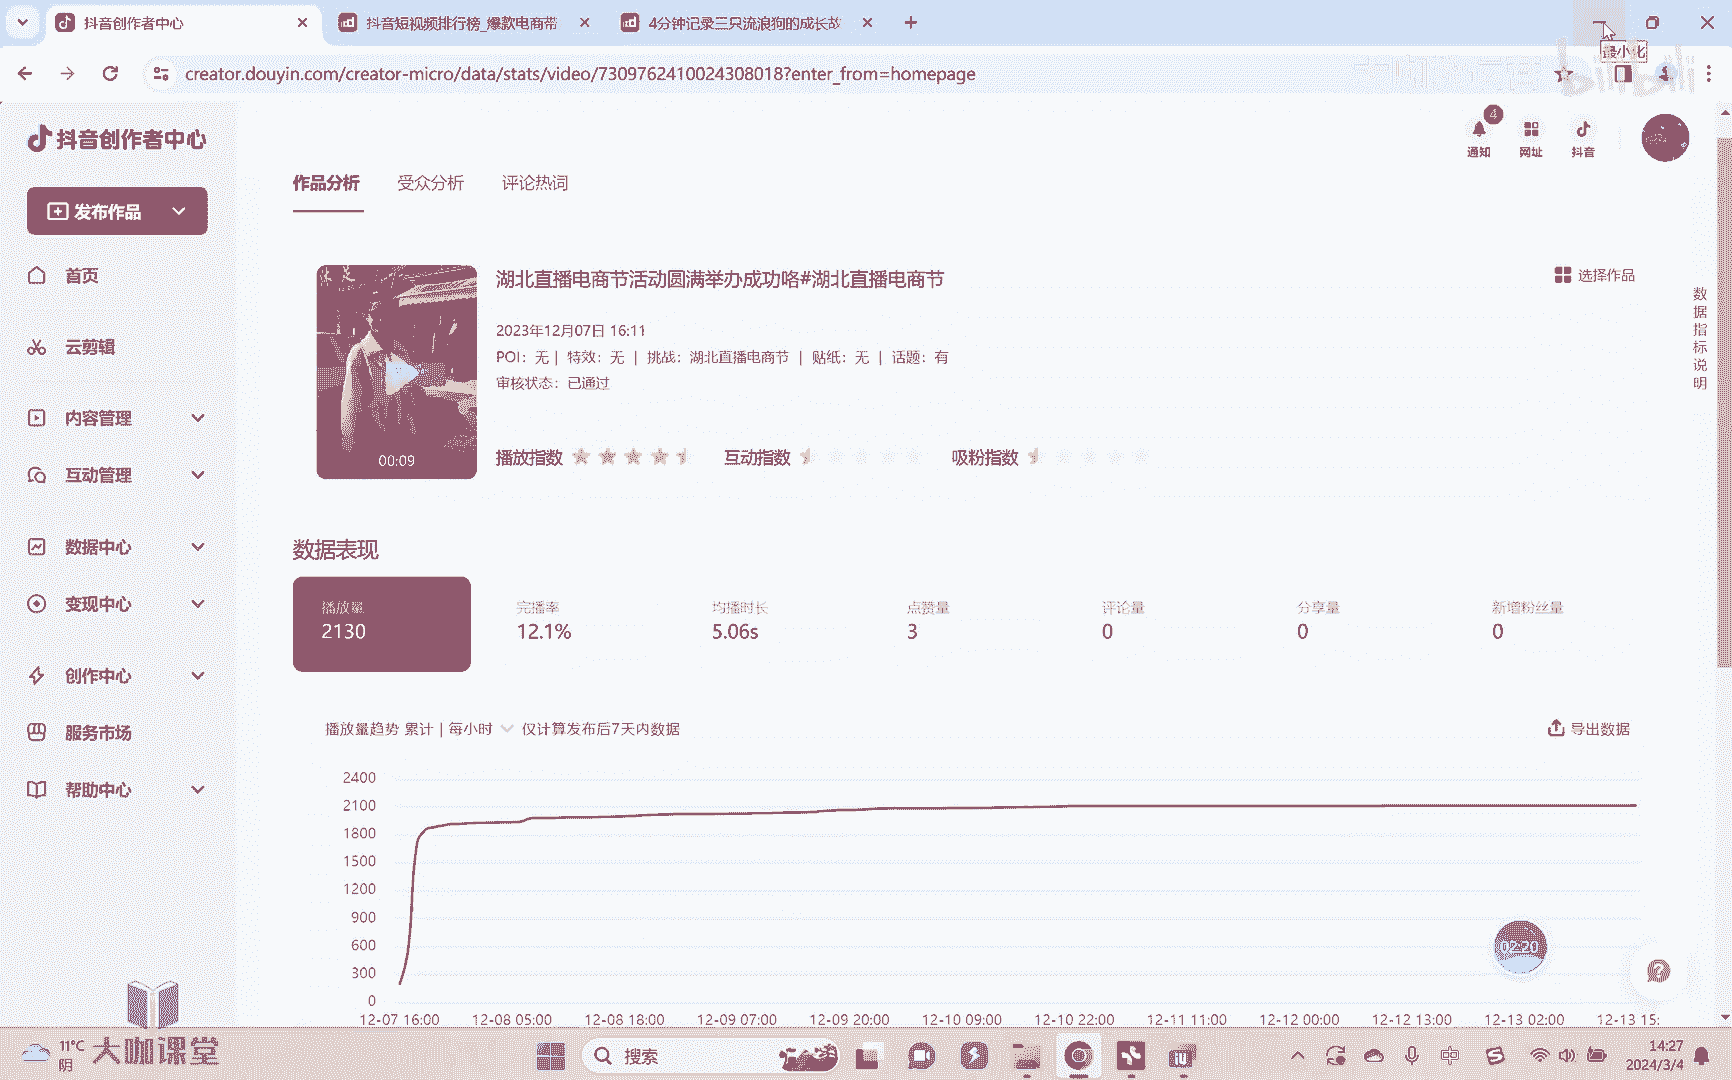 抖音创作者中心
抖音短视频排行榜_爆款电商带
4分钟记录三只流浪狗的成长故
最小化
creator.douyin.com/creator-micro/data/stats/video/7309762410024308018?enter_from=homepage
bilibili
抖音创作者中心
4
通知
网址
抖音
发布作品
首页
云剪辑
内容管理
互动管理
数据中心
变现中心
创作中心
服务市场
帮助中心
作品分析
受众分析
评论热词
湖北直播电商节活动圆满举办成功咯#湖北直播电商节
选择作品
数据指标说明
2023年12月07日 16:11
POI：无 | 特效：无 | 挑战：湖北直播电商节 | 贴纸：无 | 话题：有
审核状态：已通过
00:09
播放指数
互动指数
吸粉指数
数据表现
播放量
2130
完播率
12.1%
均播时长
5.06s
点赞量
3
评论量
0
分享量
0
新增粉丝量
0
播放量趋势 累计 | 每小时
仅计算发布后7天内数据
导出数据
2400
2100
1800
1500
1200
900
600
300
0
02:20
12-07 16:00
12-08 05:00
12-08 18:00
12-09 07:00
12-09 20:00
12-10 09:00
12-10 22:00
12-11 11:00
12-12 00:00
12-12 13:00
12-13 02:00
12-13 15:
11°C
阴
大咖课堂
搜索
中
14:27
2024/3/4